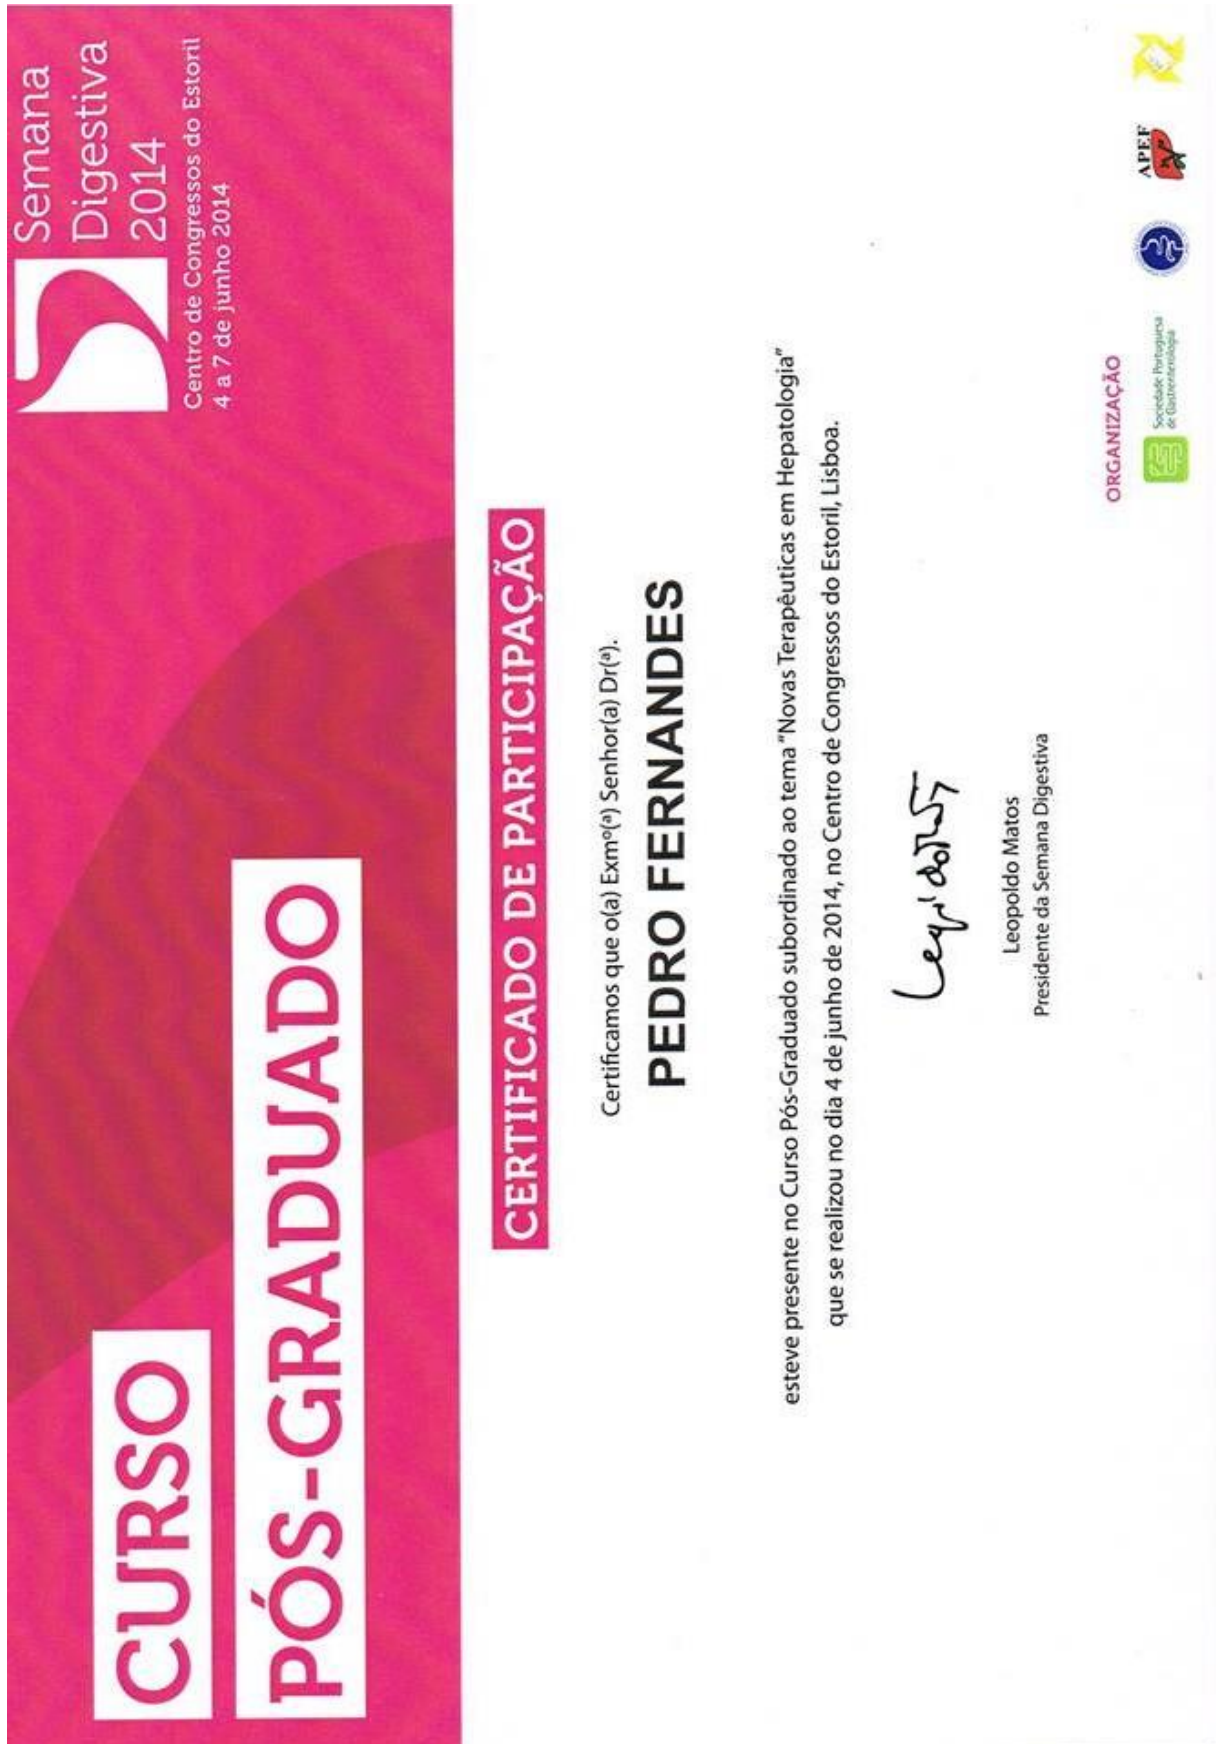 CURSO
PÓS-GRADUADO
Semana
Digestiva
2014
Centro de Congressos do Estoril
4 a 7 de junho 2014
CERTIFICADO DE PARTICIPAÇÃO
Certificamos que o(a) Exmº(ª) Senhor(a) Dr(ª).
PEDRO FERNANDES
esteve presente no Curso Pós-Graduado subordinado ao tema "Novas Terapêuticas em Hepatologia"
que se realizou no dia 4 de junho de 2014, no Centro de Congressos do Estoril, Lisboa.
Leopoldo Matos
Presidente da Semana Digestiva
ORGANIZAÇÃO
Sociedade Portuguesa
de Gastrenterologia
APEF